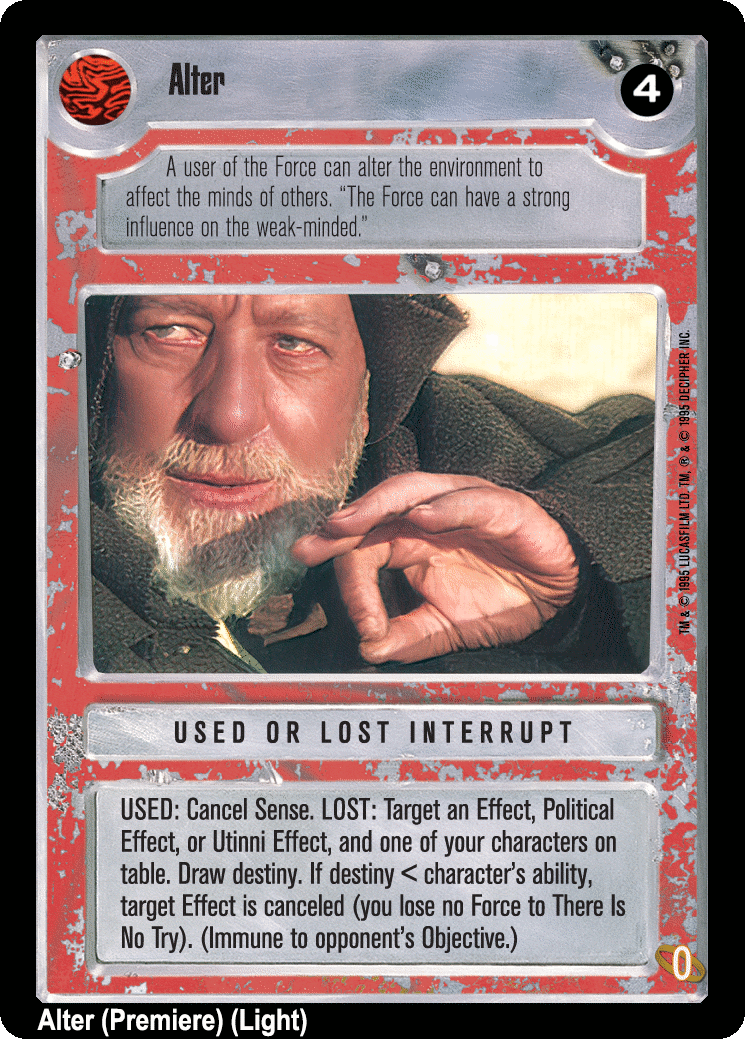 Alter
4
A user of the Force can alter the environment to
affect the minds of others. “The Force can have a strong
influence on the weak-minded.”
TM & © 1995 LUCASFILM LTD. TM, ® & © 1995 DECIPHER INC.
USED OR LOST INTERRUPT
USED: Cancel Sense. LOST: Target an Effect, Political
Effect, or Utinni Effect, and one of your characters on
table. Draw destiny. If destiny < character’s ability,
target Effect is canceled (you lose no Force to There Is
No Try). (Immune to opponent’s Objective.)
0
Alter (Premiere) (Light)